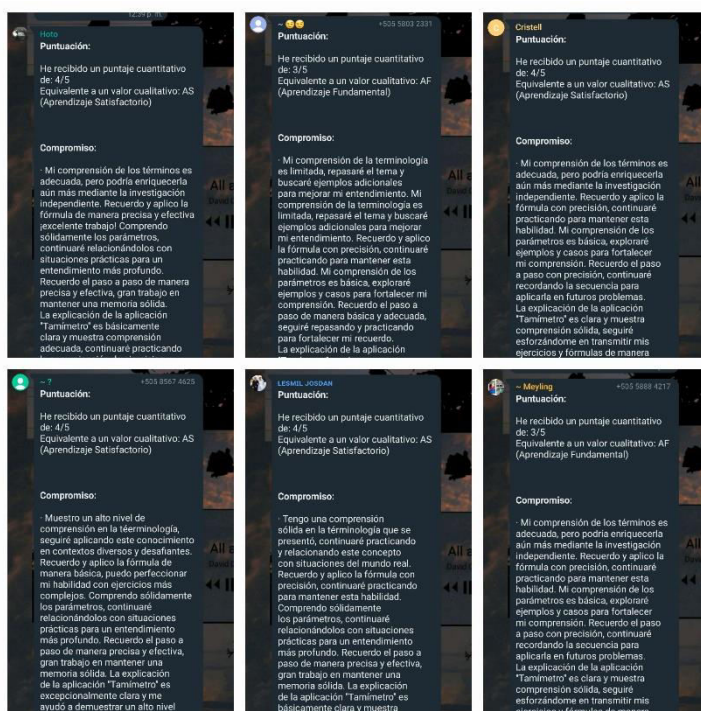 12:59 p. m.
Hoto
Puntuación:
He recibido un puntaje cuantitativo
de: 4/5
Equivalente a un valor cualitativo: AS
(Aprendizaje Satisfactorio)
Compromiso:
· Mi comprensión de los términos es
adecuada, pero podría enriquecerla
aún más mediante la investigación
independiente. Recuerdo y aplico la
fórmula de manera precisa y efectiva
¡excelente trabajo! Comprendo
sólidamente los parámetros,
continuaré relacionándolos con
situaciones prácticas para un
entendimiento más profundo.
Recuerdo el paso a paso de manera
precisa y efectiva, gran trabajo en
mantener una memoria sólida.
La explicación de la aplicación
"Tamímetro" es básicamente
clara y muestra comprensión
adecuada, continuaré practicando
~ 😔😔 +505 5803 2331
Puntuación:
He recibido un puntaje cuantitativo
de: 3/5
Equivalente a un valor cualitativo: AF
(Aprendizaje Fundamental)
Compromiso:
· Mi comprensión de la terminología
es limitada, repasaré el tema y
buscaré ejemplos adicionales
para mejorar mi entendimiento. Mi
comprensión de la terminología es
limitada, repasaré el tema y buscaré
ejemplos adicionales para mejorar
mi entendimiento. Recuerdo y aplico
la fórmula con precisión, continuaré
practicando para mantener esta
habilidad. Mi comprensión de los
parámetros es básica, exploraré
ejemplos y casos para fortalecer mi
comprensión. Recuerdo el paso a
paso de manera básica y adecuada,
seguiré repasando y practicando
para fortalecer mi recuerdo.
La explicación de la aplicación
Cristell
Puntuación:
He recibido un puntaje cuantitativo
de: 4/5
Equivalente a un valor cualitativo: AS
(Aprendizaje Satisfactorio)
Compromiso:
· Mi comprensión de los términos es
adecuada, pero podría enriquecerla
aún más mediante la investigación
independiente. Recuerdo y aplico la
fórmula con precisión, continuaré
practicando para mantener esta
habilidad. Mi comprensión de los
parámetros es básica, exploraré
ejemplos y casos para fortalecer
mi comprensión. Recuerdo el paso
a paso con precisión, continuaré
recordando la secuencia para
aplicarla en futuros problemas.
La explicación de la aplicación
"Tamímetro" es clara y muestra
comprensión sólida, seguiré
esforzándome en transmitir mis
ejercicios y fórmulas de manera
~ ? +505 8567 4625
Puntuación:
He recibido un puntaje cuantitativo
de: 4/5
Equivalente a un valor cualitativo: AS
(Aprendizaje Satisfactorio)
Compromiso:
· Muestro un alto nivel de
comprensión en la téerminología,
seguiré aplicando este conocimiento
en contextos diversos y desafiantes.
Recuerdo y aplico la fórmula de
manera básica, puedo perfeccionar
mi habilidad con ejercicios más
complejos. Comprendo sólidamente
los parámetros, continuaré
relacionándolos con situaciones
prácticas para un entendimiento
más profundo. Recuerdo el paso a
paso de manera precisa y efectiva,
gran trabajo en mantener una
memoria sólida. La explicación
de la aplicación "Tamímetro" es
excepcionalmente clara y me
ayudó a demuestrar un alto nivel
LESMIL JOSDAN
Puntuación:
He recibido un puntaje cuantitativo
de: 4/5
Equivalente a un valor cualitativo: AS
(Aprendizaje Satisfactorio)
Compromiso:
· Tengo una comprensión
sólida en la términología que se
presentó, continuaré practicando
y relacionando este concepto
con situaciones del mundo real.
Recuerdo y aplico la fórmula con
precisión, continuaré practicando
para mantener esta habilidad.
Comprendo sólidamente
los parámetros, continuaré
relacionándolos con situaciones
prácticas para un entendimiento
más profundo. Recuerdo el paso a
paso de manera precisa y efectiva,
gran trabajo en mantener una
memoria sólida. La explicación
de la aplicación "Tamímetro" es
básicamente clara y muestra
~ Meyling +505 5888 4217
Puntuación:
He recibido un puntaje cuantitativo
de: 3/5
Equivalente a un valor cualitativo: AF
(Aprendizaje Fundamental)
Compromiso:
· Mi comprensión de los términos es
adecuada, pero podría enriquecerla
aún más mediante la investigación
independiente. Recuerdo y aplico la
fórmula con precisión, continuaré
practicando para mantener esta
habilidad. Mi comprensión de los
parámetros es básica, exploraré
ejemplos y casos para fortalecer
mi comprensión. Recuerdo el paso
a paso con precisión, continuaré
recordando la secuencia para
aplicarla en futuros problemas.
La explicación de la aplicación
"Tamímetro" es clara y muestra
comprensión sólida, seguiré
esforzándome en transmitir mis